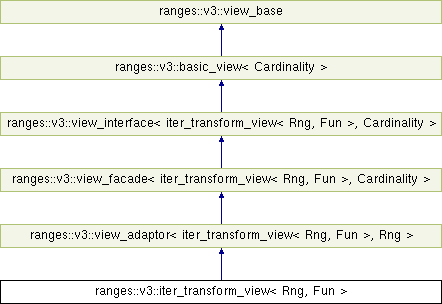 ranges::v3::view_base
ranges::v3::basic_view< Cardinality >
ranges::v3::view_interface< iter_transform_view< Rng, Fun >, Cardinality >
ranges::v3::view_facade< iter_transform_view< Rng, Fun >, Cardinality >
ranges::v3::view_adaptor< iter_transform_view< Rng, Fun >, Rng >
ranges::v3::iter_transform_view< Rng, Fun >